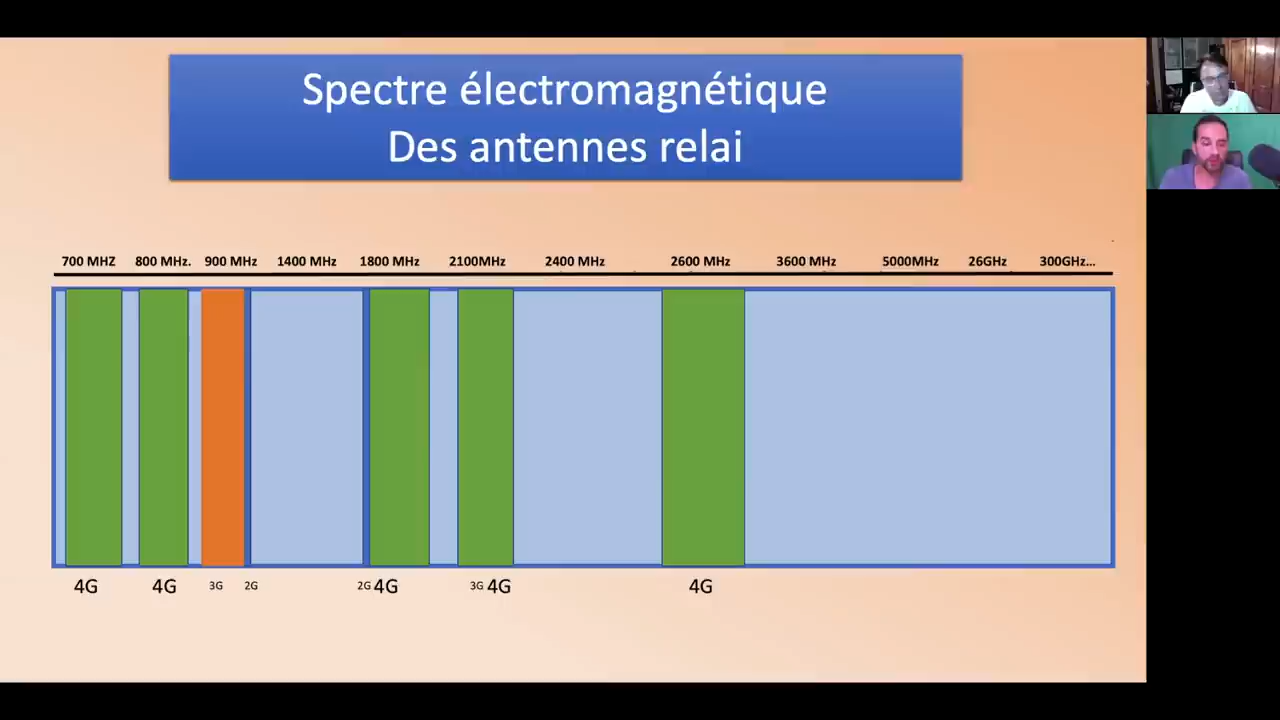 Spectre électromagnétique
Des antennes relai
700 MHZ 800 MHz. 900 MHz 1400 MHz 1800 MHz 2100MHz 2400 MHz 2600 MHz 3600 MHz 5000MHz 26GHz 300GHz...
4G 4G 3G 2G 2G 4G 3G 4G 4G